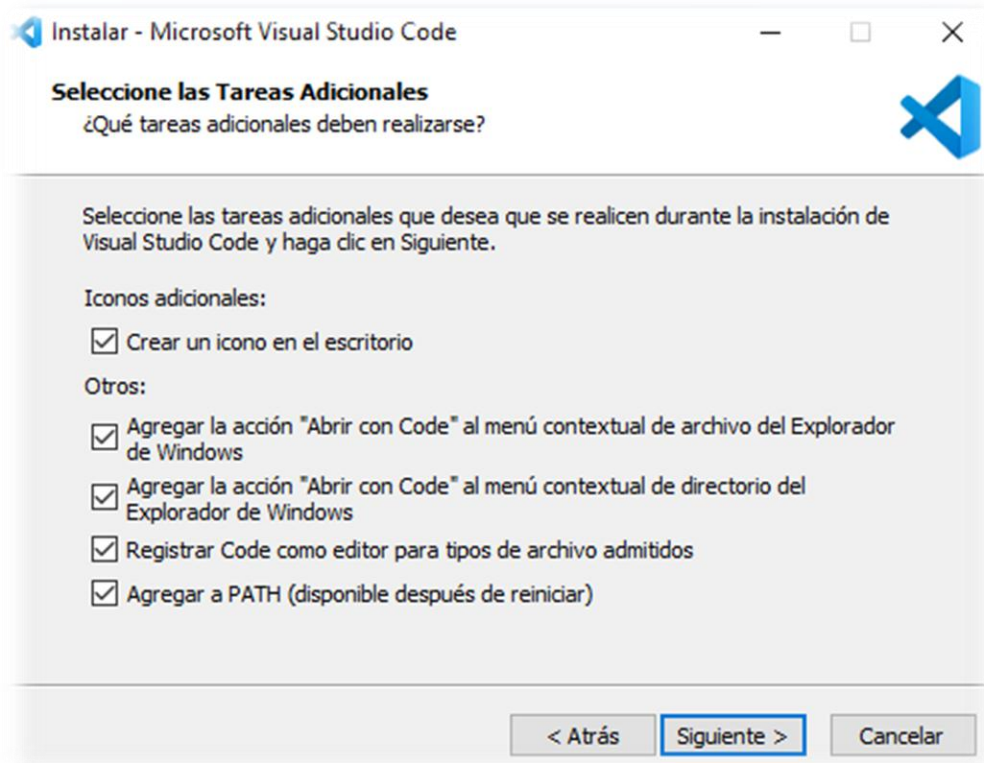 Instalar - Microsoft Visual Studio Code
Seleccione las Tareas Adicionales
¿Qué tareas adicionales deben realizarse?
Seleccione las tareas adicionales que desea que se realicen durante la instalación de
Visual Studio Code y haga clic en Siguiente.
Iconos adicionales:
Crear un icono en el escritorio
Otros:
Agregar la acción "Abrir con Code" al menú contextual de archivo del Explorador
de Windows
Agregar la acción "Abrir con Code" al menú contextual de directorio del
Explorador de Windows
Registrar Code como editor para tipos de archivo admitidos
Agregar a PATH (disponible después de reiniciar)
< Atrás Siguiente > Cancelar